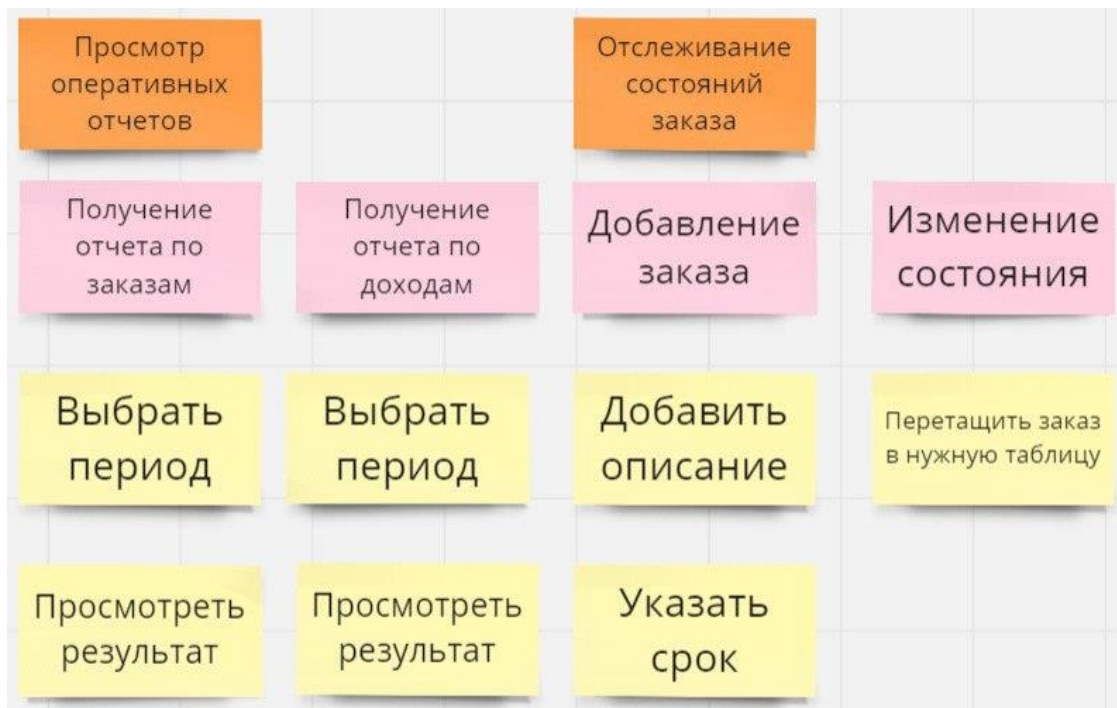 Просмотр
оперативных
отчетов
Отслеживание
состояний
заказа
Получение
отчета по
заказам
Получение
отчета по
доходам
Добавление
заказа
Изменение
состояния
Выбрать
период
Выбрать
период
Добавить
описание
Перетащить заказ
в нужную таблицу
Просмотреть
результат
Просмотреть
результат
Указать
срок